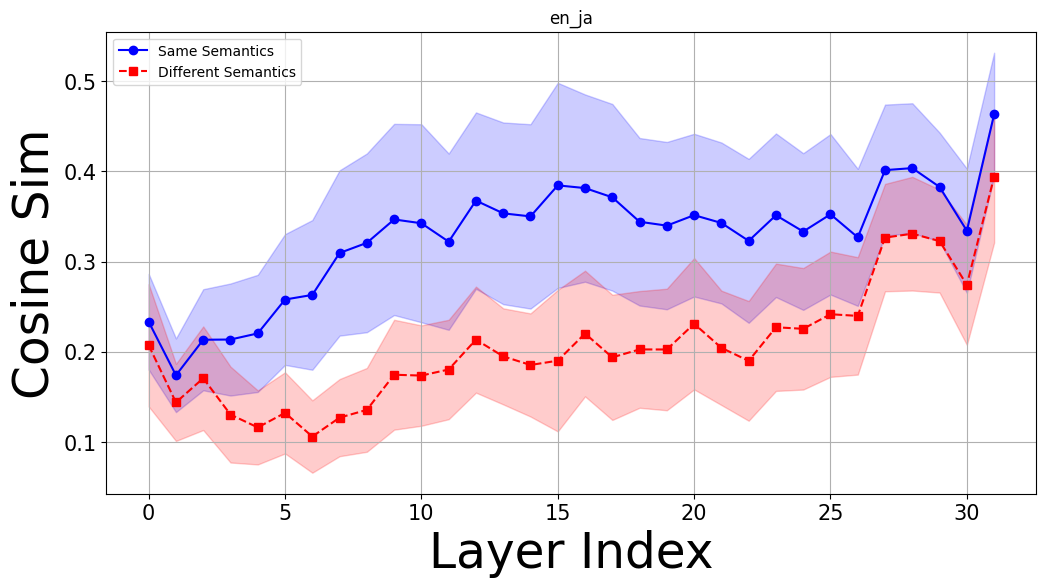 en_ja
Same Semantics
Different Semantics
Cosine Sim
0.5
0.4
0.3
0.2
0.1
0 5 10 15 20 25 30
Layer Index